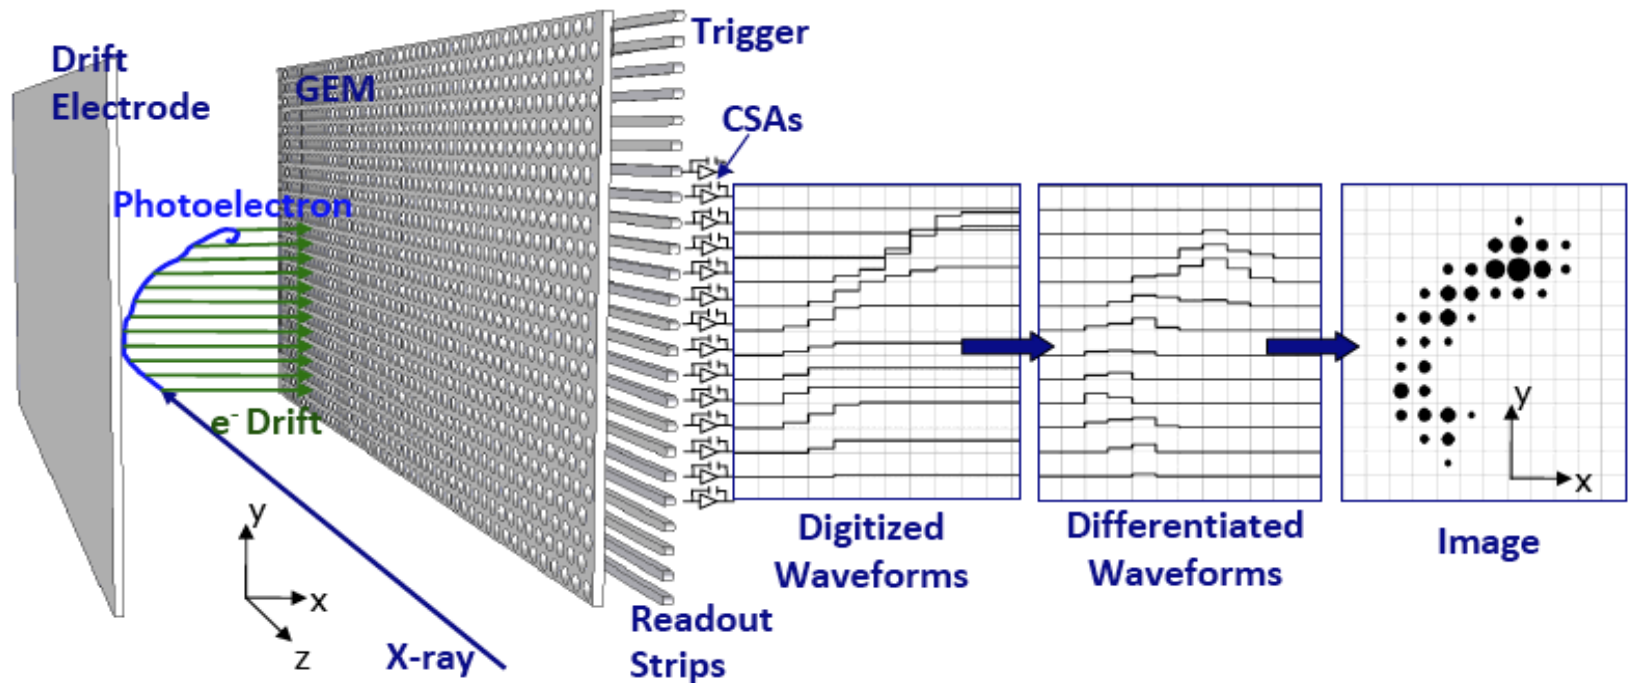 Drift
Electrode
GEM
Trigger
CSAs
Photoelectron
e⁻ Drift
y
x
z
X-ray
Readout
Strips
Digitized
Waveforms
Differentiated
Waveforms
y
x
Image